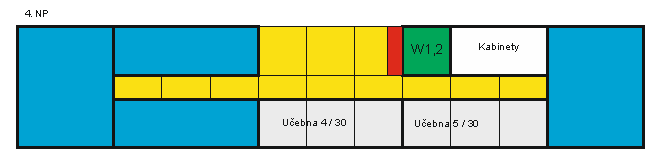 4. NP
W1,2
Kabinety
Učebna 4 / 30
Učebna 5 / 30